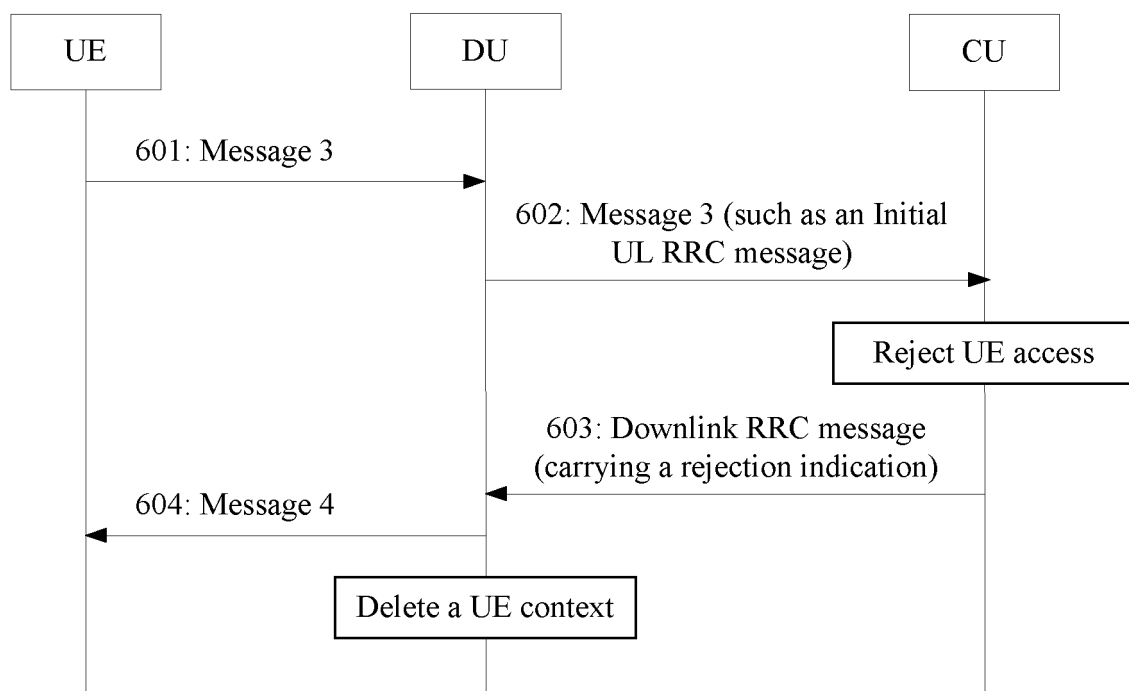 UE
DU
CU
601: Message 3
602: Message 3 (such as an Initial
UL RRC message)
Reject UE access
603: Downlink RRC message
(carrying a rejection indication)
604: Message 4
Delete a UE context